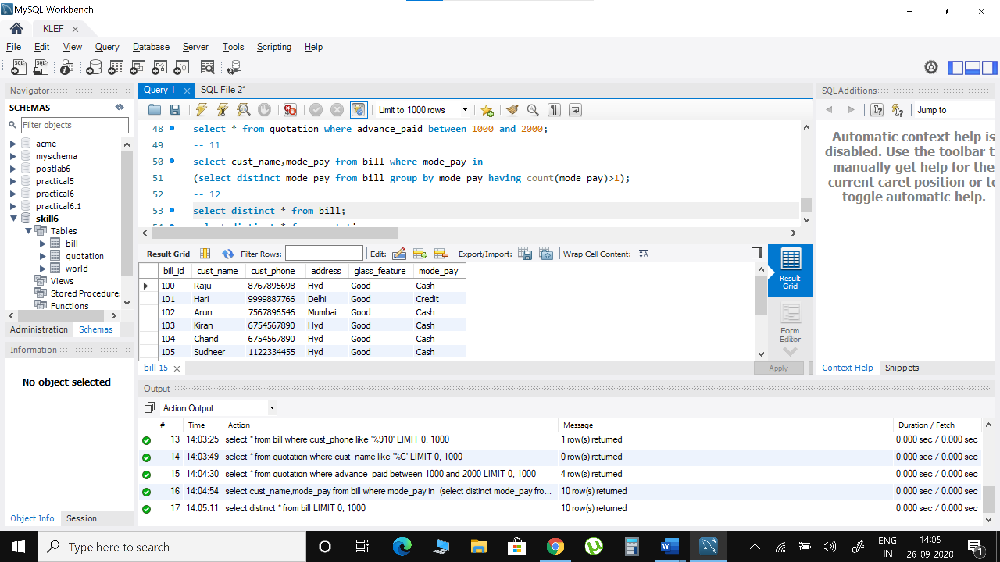 MySQL Workbench
KLEF
File Edit View Query Database Server Tools Scripting Help
Navigator
SCHEMAS
Filter objects
acme
myschema
postlab6
practical5
practical6
practical6.1
skill6
Tables
bill
quotation
world
Views
Stored Procedures
Functions
Administration Schemas
Information
No object selected
Object Info Session
Query 1 SQL File 2*
Limit to 1000 rows
48 select * from quotation where advance_paid between 1000 and 2000;
49 -- 11
50 select cust_name,mode_pay from bill where mode_pay in
51 (select distinct mode_pay from bill group by mode_pay having count(mode_pay)>1);
52 -- 12
53 select distinct * from bill;
54 select distinct * from quotation;
Result Grid Filter Rows: Edit: Export/Import: Wrap Cell Content:
bill_id cust_name cust_phone address glass_feature mode_pay
100 Raju 8767895698 Hyd Good Cash
101 Hari 9999887766 Delhi Good Credit
102 Arun 7567896546 Mumbai Good Cash
103 Kiran 6754567890 Hyd Good Cash
104 Chand 6754567890 Hyd Good Cash
105 Sudheer 1122334455 Hyd Good Cash
Result
Grid
Form
Editor
bill 15
Apply
SQLAdditions
Jump to
Automatic context help is
disabled. Use the toolbar t
manually get help for the
current caret position or to
toggle automatic help.
Context Help Snippets
Output
Action Output
# Time Action Message Duration / Fetch
13 14:03:25 select * from bill where cust_phone like "%910" LIMIT 0, 1000 1 row(s) returned 0.000 sec / 0.000 sec
14 14:03:49 select * from quotation where cust_name like "%C" LIMIT 0, 1000 0 row(s) returned 0.000 sec / 0.000 sec
15 14:04:30 select * from quotation where advance_paid between 1000 and 2000 LIMIT 0, 1000 4 row(s) returned 0.000 sec / 0.000 sec
16 14:04:54 select cust_name,mode_pay from bill where mode_pay in (select distinct mode_pay fro... 10 row(s) returned 0.000 sec / 0.000 sec
17 14:05:11 select distinct * from bill LIMIT 0, 1000 10 row(s) returned 0.000 sec / 0.000 sec
Type here to search
ENG
IN
14:05
26-09-2020
1